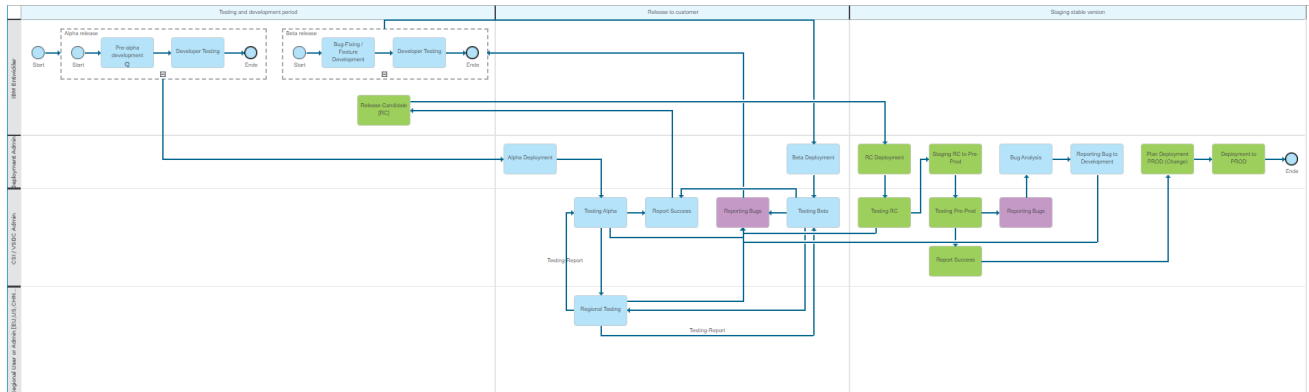 Testing and development period
Release to customer
Staging stable version
Alpha release
Beta release
Start
Start
Pre-alpha
development
Developer Testing
Ende
Start
Bug-Fixing /
Feature
Development
Developer Testing
Ende
Release Candidate
[RC]
Alpha Deployment
Beta Deployment
RC Deployment
Staging RC to Pre-
Prod
Bug Analysis
Reporting Bug to
Development
Plan Deployment
PROD (Change)
Deployment to
PROD
Ende
Deployment Admin
CSI / VSDC Admin
Testing Alpha
Report Success
Reporting Bugs
Testing Beta
Testing RC
Testing Pre-Prod
Reporting Bugs
Report Success
Testing-Report
Regional Testing
Testing-Report